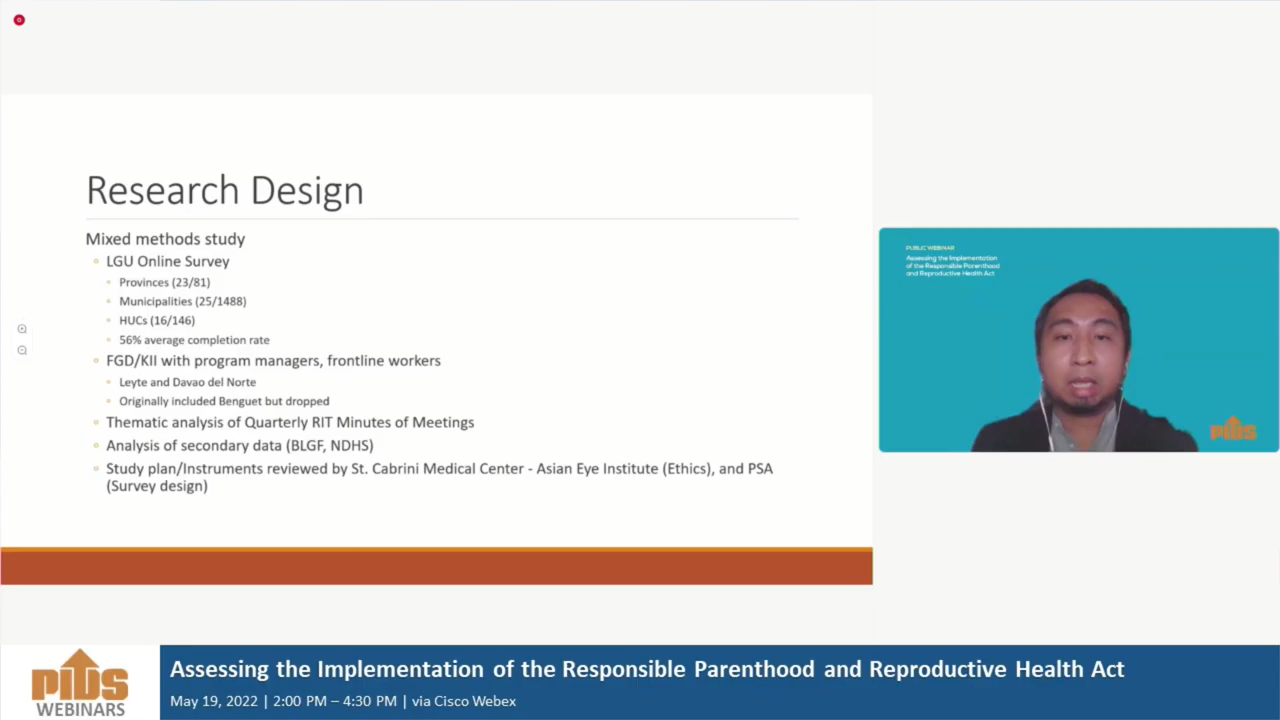 Research Design
Mixed methods study
LGU Online Survey
Provinces (23/81)
Municipalities (25/1488)
HUCs (16/146)
56% average completion rate
FGD/KII with program managers, frontline workers
Leyte and Davao del Norte
Originally included Benguet but dropped
Thematic analysis of Quarterly RIT Minutes of Meetings
Analysis of secondary data (BLGF, NDHS)
Study plan/Instruments reviewed by St. Cabrini Medical Center - Asian Eye Institute (Ethics), and PSA
(Survey design)
PUBLIC WEBINAR
Assessing the Implementation
of the Responsible Parenthood
and Reproductive Health Act
PIDS
PIDS
WEBINARS
Assessing the Implementation of the Responsible Parenthood and Reproductive Health Act
May 19, 2022 | 2:00 PM – 4:30 PM | via Cisco Webex